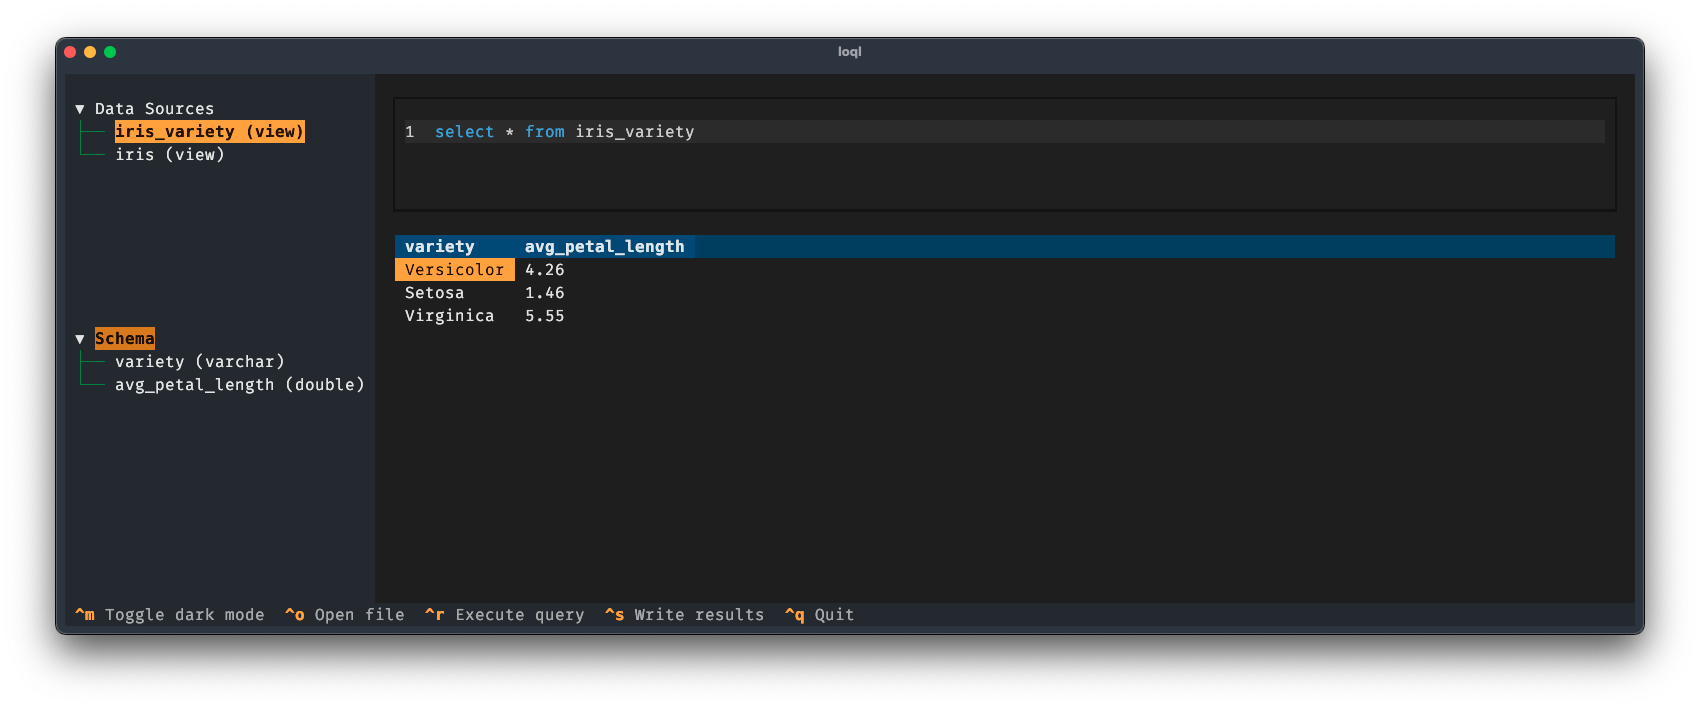 loql
▼ Data Sources
iris_variety (view)
iris (view)
▼ Schema
variety (varchar)
avg_petal_length (double)
1 select * from iris_variety
variety avg_petal_length
Versicolor 4.26
Setosa 1.46
Virginica 5.55
^m Toggle dark mode ^o Open file ^r Execute query ^s Write results ^q Quit